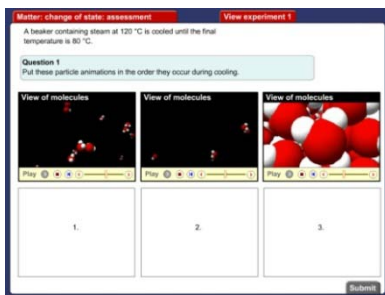 Matter: change of state: assessment
View experiment 1
A beaker containing steam at 120 °C is cooled until the final
temperature is 80 °C.
Question 1
Put these particle animations in the order they occur during cooling.
View of molecules
View of molecules
View of molecules
Play
Play
Play
1.
2.
3.
Submit